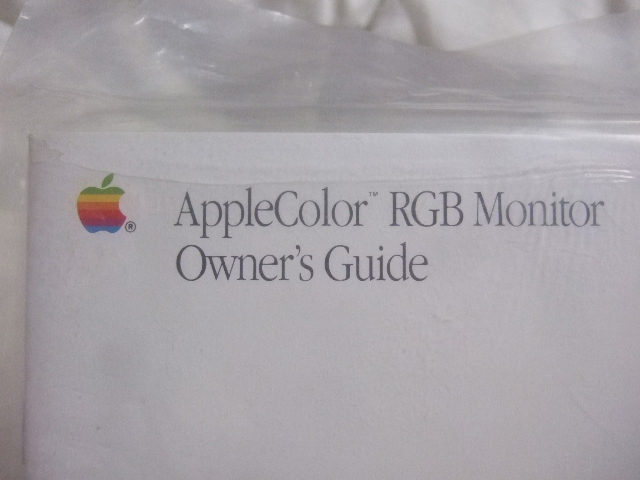 AppleColor™ RGB Monitor
Owner's Guide
®